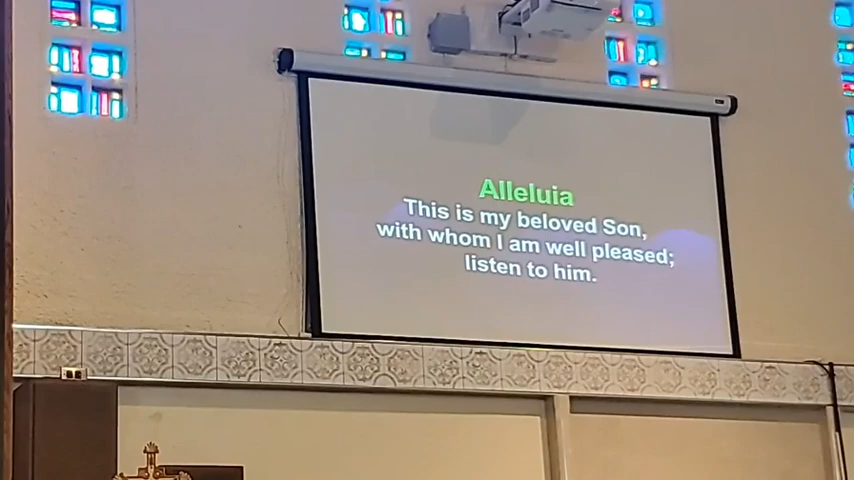 Alleluia
This is my beloved Son,
with whom I am well pleased;
listen to him.